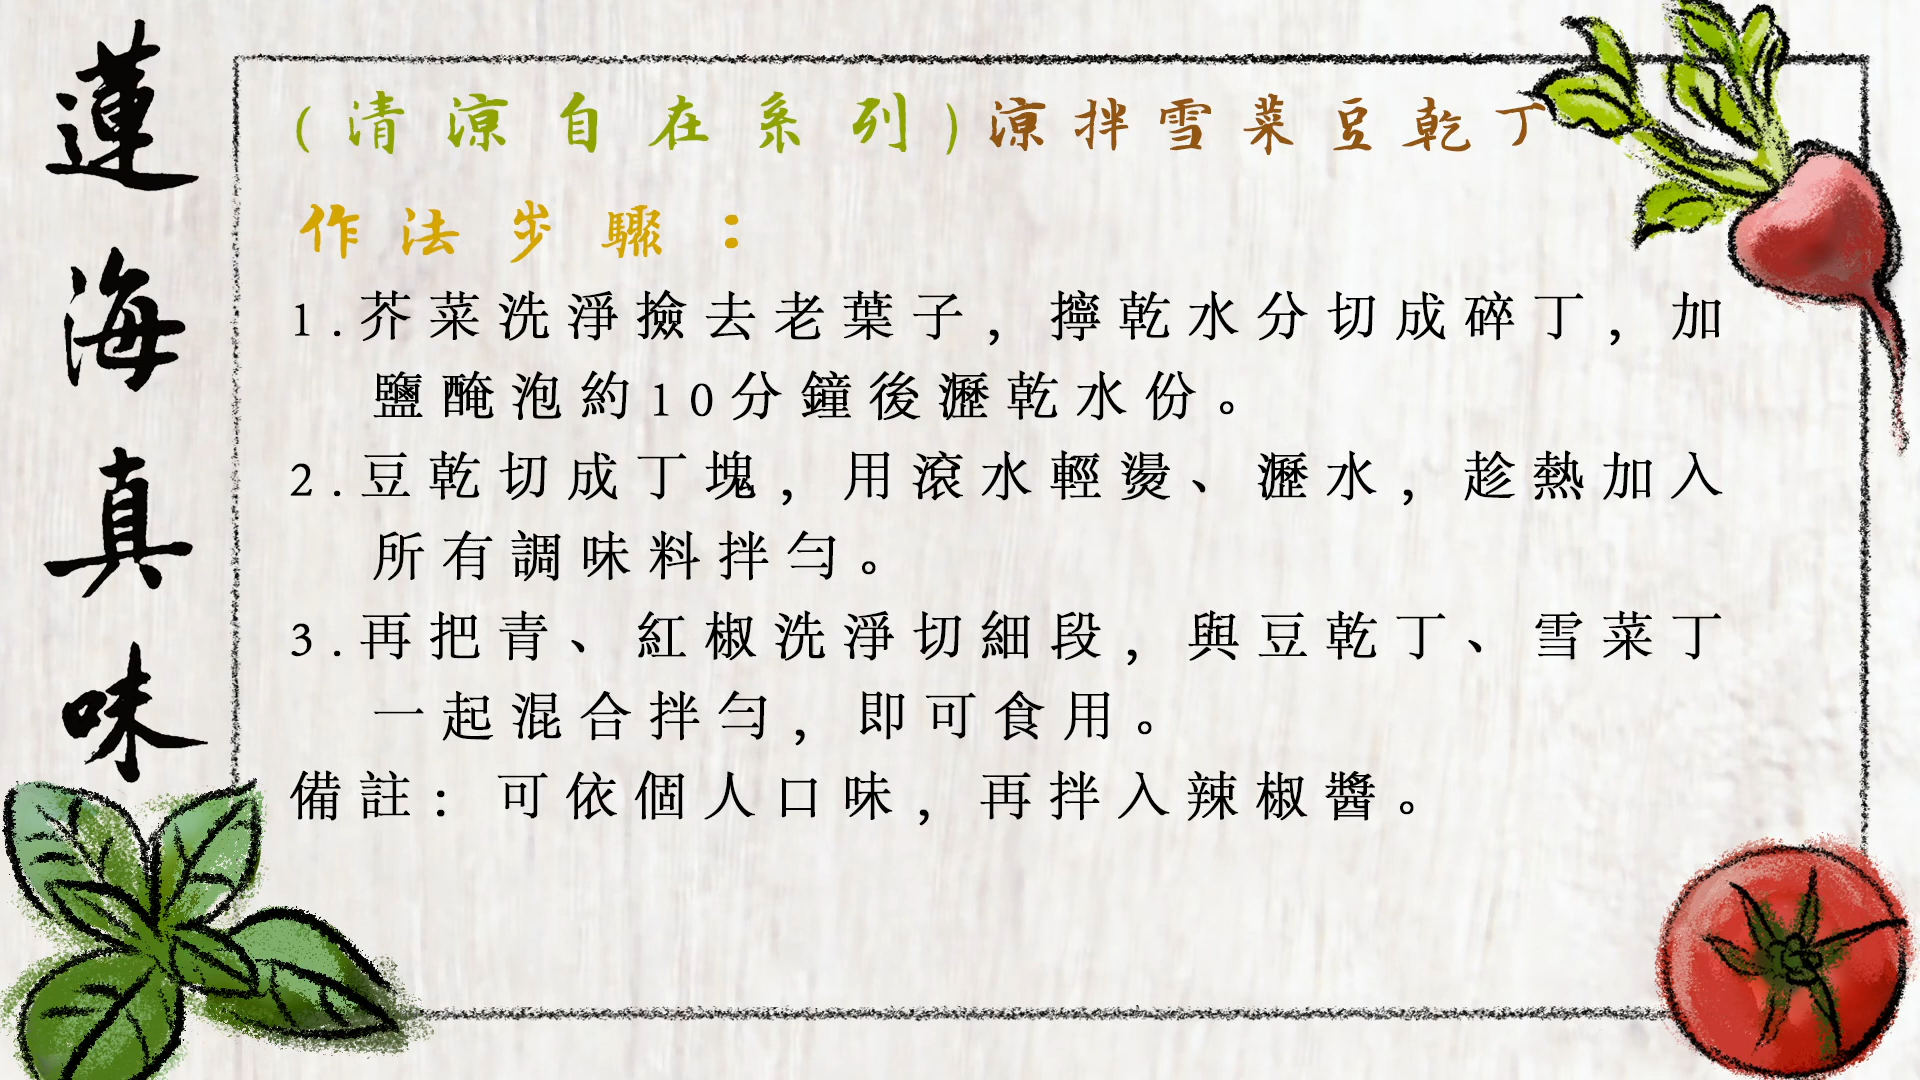 蓮海真味
(清涼自在系列)涼拌雪菜豆乾丁
作法步驟：
1.芥菜洗淨撿去老葉子，擰乾水分切成碎丁，加
鹽醃泡約10分鐘後瀝乾水份。
2.豆乾切成丁塊，用滾水輕燙、瀝水，趁熱加入
所有調味料拌勻。
3.再把青、紅椒洗淨切細段，與豆乾丁、雪菜丁
一起混合拌勻，即可食用。
備註：可依個人口味，再拌入辣椒醬。